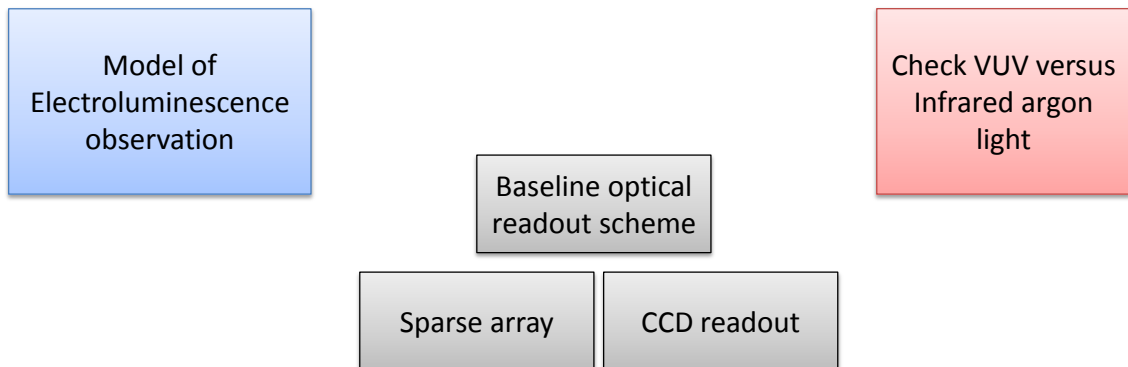 Model of
Electroluminescence
observation
Check VUV versus
Infrared argon
light
Baseline optical
readout scheme
Sparse array
CCD readout